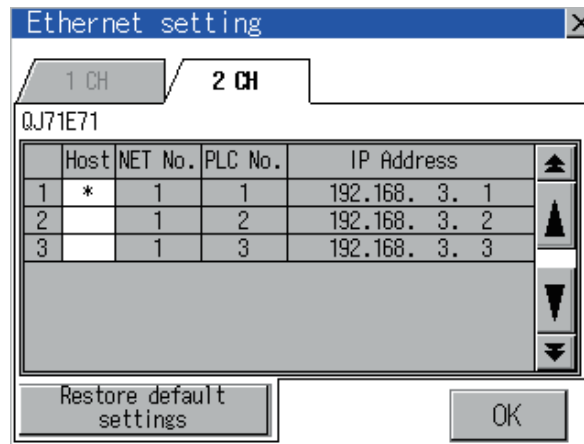 Ethernet setting
1 CH 2 CH
QJ71E71
Host NET No. PLC No. IP Address
1 * 1 1 192.168. 3. 1
2 1 2 192.168. 3. 2
3 1 3 192.168. 3. 3
Restore default
settings
OK